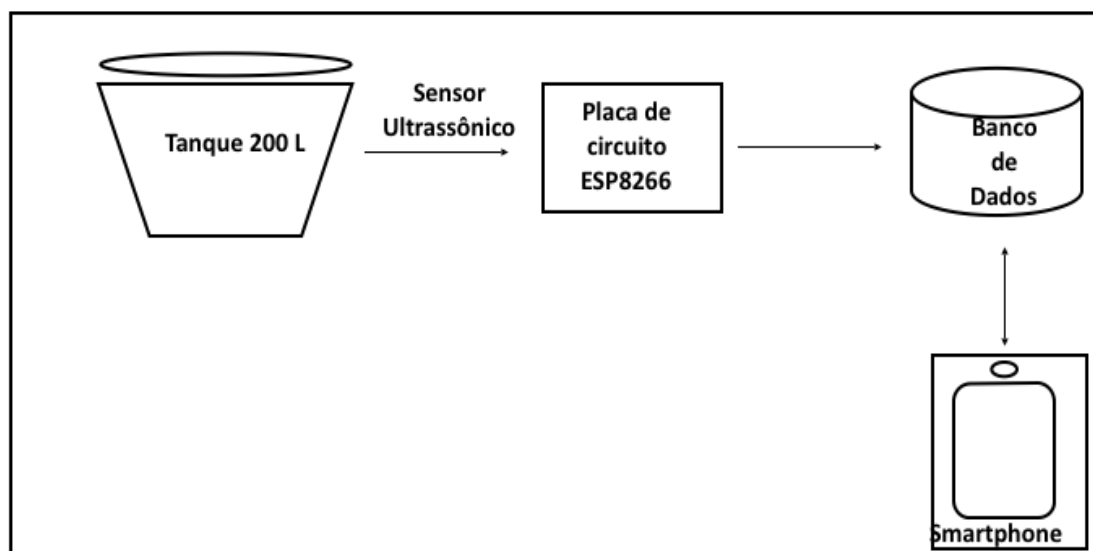 Tanque 200 L
Sensor
Ultrassônico
Placa de
circuito
ESP8266
Banco
de
Dados
Smartphone